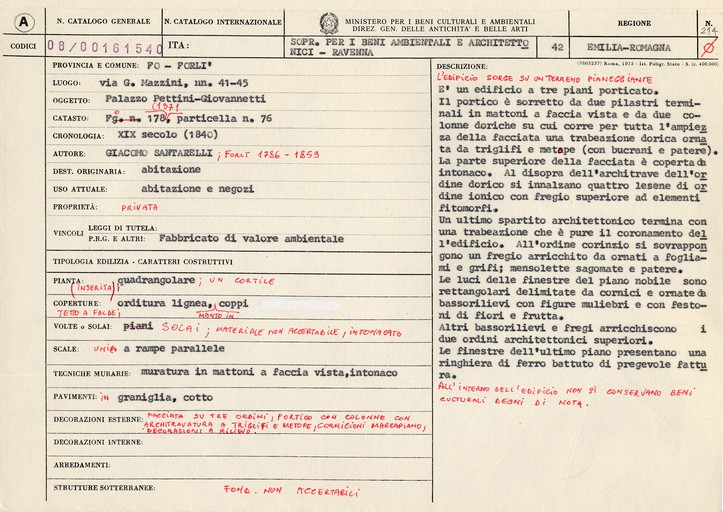 A
N. CATALOGO GENERALE
N. CATALOGO INTERNAZIONALE
MINISTERO PER I BENI CULTURALI E AMBIENTALI
DIREZ. GEN. DELLE ANTICHITA' E BELLE ARTI
REGIONE
N.
214
CODICI
08/00161540
ITA:
SOPR. PER I BENI AMBIENTALI E ARCHITETTO
NICI - RAVENNA
42
EMILIA-ROMAGNA
(5605237) Roma, 1975 - Ist. Poligr. Stato - S. (c. 400.000)
PROVINCIA E COMUNE: FO - FORLI'
LUOGO: via G. Mazzini, nn. 41-45
OGGETTO: Palazzo Pettini-Giovannetti
(1971
CATASTO: Fg. n. 178, particella n. 76
CRONOLOGIA: XIX secolo (1840)
AUTORE: GIACOMO SANTARELLI ; FORLI 1786 - 1859
DEST. ORIGINARIA: abitazione
USO ATTUALE: abitazione e negozi
PROPRIETÀ: PRIVATA
VINCOLI
LEGGI DI TUTELA:
P.R.G. E ALTRI: Fabbricato di valore ambientale
TIPOLOGIA EDILIZIA - CARATTERI COSTRUTTIVI
PIANTA: quadrangolare ; UN CORTILE
(INSERITA)
COPERTURE: orditura lignea, coppi
TETTO A FALDE; MANTO IN
VOLTE o SOLAI: piani SOLAI ; MATERIALE NON ACCERTABILE, INTONACATO
SCALE: UNA a rampe parallele
TECNICHE MURARIE: muratura in mattoni a faccia vista,intonaco
PAVIMENTI: IN graniglia, cotto
DECORAZIONI ESTERNE: FACCIATA SU TRE ORDINI, PORTICO CON COLONNE CON
ARCHITRAVATURA A TRIGLIFI E METOPE, CORNICIONI MARCAPIANO,
DECORAZIONI A RILIEVO.
DECORAZIONI INTERNE:
ARREDAMENTI:
STRUTTURE SOTTERRANEE: FOND. NON ACCERTABILI
DESCRIZIONE:
L'EDIFICIO SORGE SU UN TERRENO PIANEGGIANTE
E' un edificio a tre piani porticato.
Il portico è sorretto da due pilastri termi-
nali in mattoni a faccia vista e da due co-
lonne doriche su cui corre per tutta l'ampiez
za della facciata una trabeazione dorica orna
ta da triglifi e metape (con bucrani e patere).
La parte superiore della facciata è coperta da
intonaco. Al disopra dell'architrave dell'or
dine dorico si innalzano quattro lesene di or
dine ionico con fregio superiore ad elementi
fitomorfi.
Un ultimo spartito architettonico termina con
una trabeazione che è pure il coronamento del
l'edificio. All'ordine corinzio si sovrappon
gono un fregio arricchito da ornati a foglia-
mi e grifi; mensolette sagomate e patere.
Le luci delle finestre del piano nobile sono
rettangolari delimitate da cornici e ornate da
bassorilievi con figure muliebri e con festo-
ni di fiori e frutta.
Altri bassorilievi e fregi arricchiscono i
due ordini architettonici superiori.
Le finestre dell'ultimo piano presentano una
ringhiera di ferro battuto di pregevole fattu
ra.
ALL'INTERNO DELL'EDIFICIO NON SI CONSERVANO BENI
CULTURALI DEGNI DI NOTA.